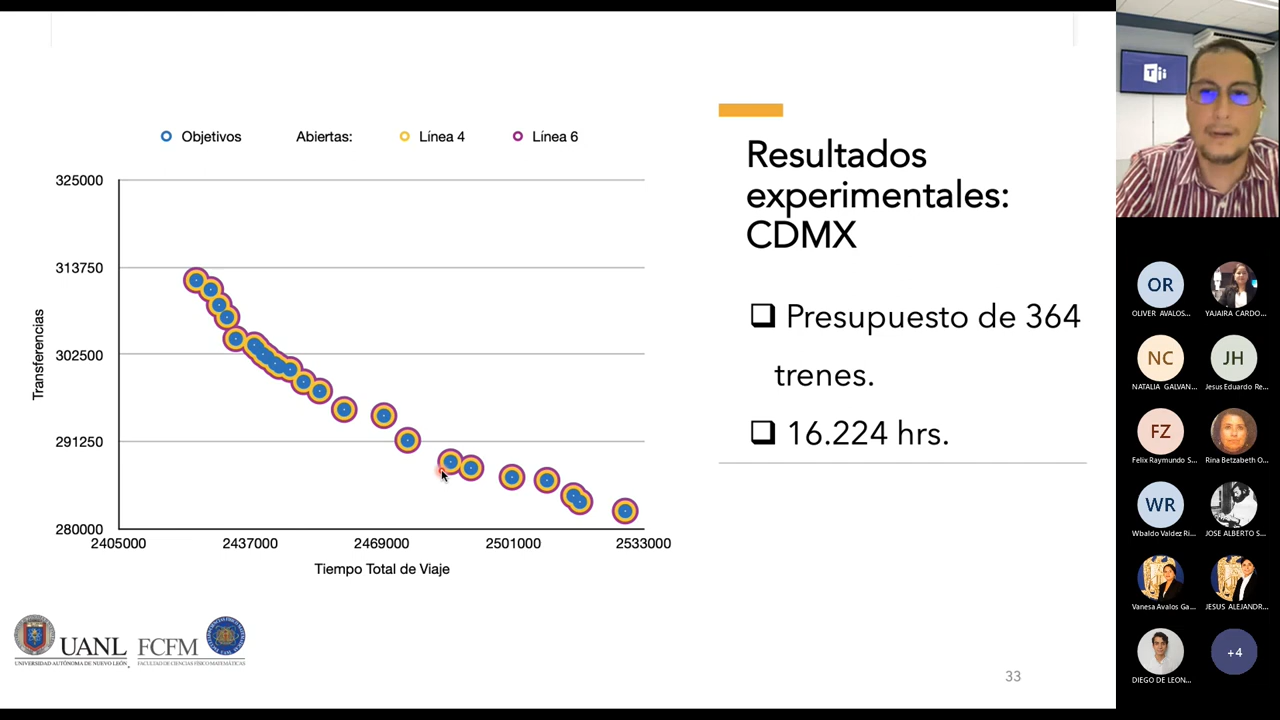 Objetivos Abiertas: Línea 4 Línea 6
325000
313750
302500
291250
280000
Transferencias
2405000 2437000 2469000 2501000 2533000
Tiempo Total de Viaje
Resultados
experimentales:
CDMX
Presupuesto de 364
trenes.
16.224 hrs.
UANL
UNIVERSIDAD AUTÓNOMA DE NUEVO LEÓN
FCFM
FACULTAD DE CIENCIAS FÍSICO MATEMÁTICAS
33
OR
OLIVER AVALOS...
YAJAIRA CARDO...
NC
NATALIA GALVAN...
JH
Jesus Eduardo Re...
FZ
Felix Raymundo S...
Rina Betzabeth O...
WR
Wbaldo Valdez Ri...
JOSE ALBERTO S...
Vanesa Avalos Ga...
JESUS ALEJANDR...
DIEGO DE LEON...
+4